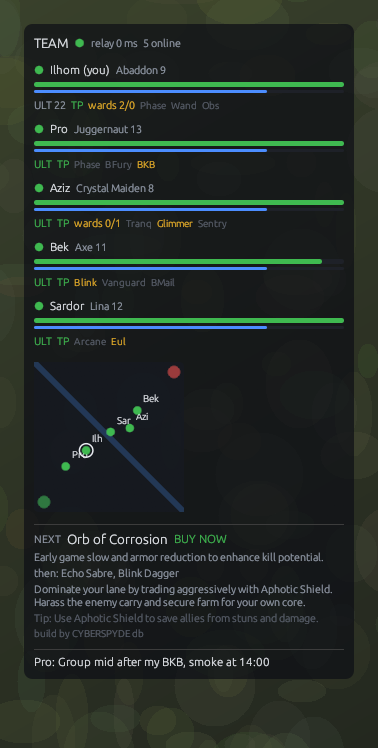 TEAM relay 0 ms 5 online
Ilhom (you) Abaddon 9
ULT 22 TP wards 2/0 Phase Wand Obs
Pro Juggernaut 13
ULT TP Phase BFury BKB
Aziz Crystal Maiden 8
ULT TP wards 0/1 Tranq Glimmer Sentry
Bek Axe 11
ULT TP Blink Vanguard BMail
Sardor Lina 12
ULT TP Arcane Eul
Bek
Sar Azi
Ilh
Pro
NEXT Orb of Corrosion BUY NOW
Early game slow and armor reduction to enhance kill potential.
then: Echo Sabre, Blink Dagger
Dominate your lane by trading aggressively with Aphotic Shield.
Harass the enemy carry and secure farm for your own core.
Tip: Use Aphotic Shield to save allies from stuns and damage.
build by CYBERSPYDE db
Pro: Group mid after my BKB, smoke at 14:00